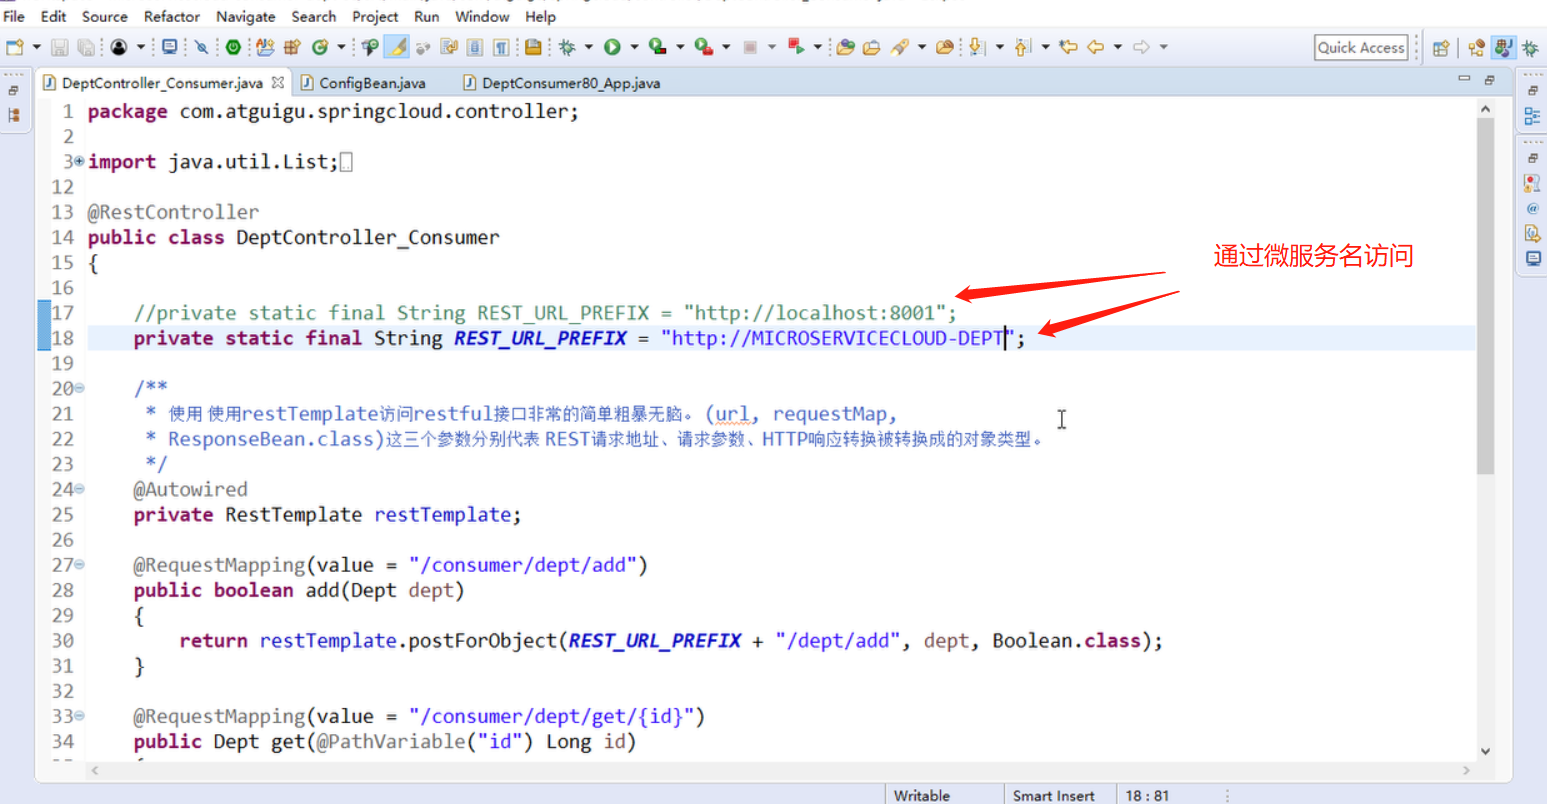 File Edit Source Refactor Navigate Search Project Run Window Help
Quick Access
DeptController_Consumer.java ConfigBean.java DeptConsumer80_App.java
1 package com.atguigu.springcloud.controller;
2
3 import java.util.List;
12
13 @RestController
14 public class DeptController_Consumer
15 {
通过微服务名访问
16
17 //private static final String REST_URL_PREFIX = "http://localhost:8001";
18 private static final String REST_URL_PREFIX = "http://MICROSERVICECLOUD-DEPT";
19
20 /**
21 * 使用 使用restTemplate访问restful接口非常的简单粗暴无脑。(url, requestMap,
22 * ResponseBean.class)这三个参数分别代表 REST请求地址、请求参数、HTTP响应转换被转换成的对象类型。
23 */
24 @Autowired
25 private RestTemplate restTemplate;
26
27 @RequestMapping(value = "/consumer/dept/add")
28 public boolean add(Dept dept)
29 {
30 return restTemplate.postForObject(REST_URL_PREFIX + "/dept/add", dept, Boolean.class);
31 }
32
33 @RequestMapping(value = "/consumer/dept/get/{id}")
34 public Dept get(@PathVariable("id") Long id)
Writable Smart Insert 18 : 81